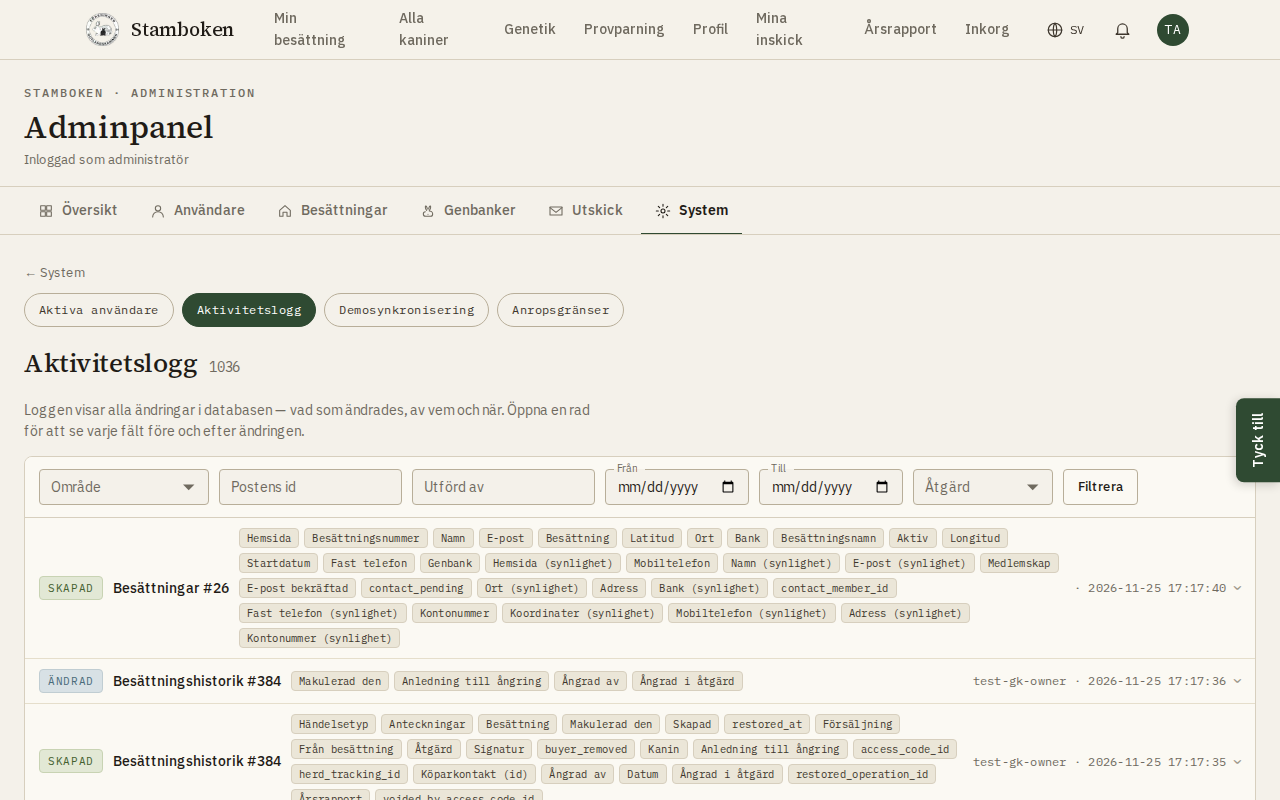 Stamboken
Min besättning
Alla kaniner
Genetik
Provparning
Profil
Mina inskick
Årsrapport
Inkorg
SV
TA
STAMBOKEN · ADMINISTRATION
Adminpanel
Inloggad som administratör
Översikt
Användare
Besättningar
Genbanker
Utskick
System
← System
Aktiva användare
Aktivitetslogg
Demosynkronisering
Anropsgränser
Aktivitetslogg 1036
Loggen visar alla ändringar i databasen — vad som ändrades, av vem och när. Öppna en rad
för att se varje fält före och efter ändringen.
Tyck till
Område
Postens id
Utförd av
Från
mm/dd/yyyy
Till
mm/dd/yyyy
Åtgärd
Filtrera
SKAPAD
Besättningar #26
Hemsida Besättningsnummer Namn E-post Besättning Latitud Ort Bank Besättningsnamn Aktiv Longitud
Startdatum Fast telefon Genbank Hemsida (synlighet) Mobiltelefon Namn (synlighet) E-post (synlighet) Medlemskap
E-post bekräftad contact_pending Ort (synlighet) Adress Bank (synlighet) contact_member_id
Fast telefon (synlighet) Kontonummer Koordinater (synlighet) Mobiltelefon (synlighet) Adress (synlighet)
Kontonummer (synlighet)
· 2026-11-25 17:17:40
ÄNDRAD
Besättningshistorik #384
Makulerad den Anledning till ångring Ångrad av Ångrad i åtgärd
test-gk-owner · 2026-11-25 17:17:36
SKAPAD
Besättningshistorik #384
Händelsetyp Anteckningar Besättning Makulerad den Skapad restored_at Försäljning
Från besättning Åtgärd Signatur buyer_removed Kanin Anledning till ångring access_code_id
herd_tracking_id Köparkontakt (id) Ångrad av Datum Ångrad i åtgärd restored_operation_id
Årsrapport voided_by_access_code_id
test-gk-owner · 2026-11-25 17:17:35